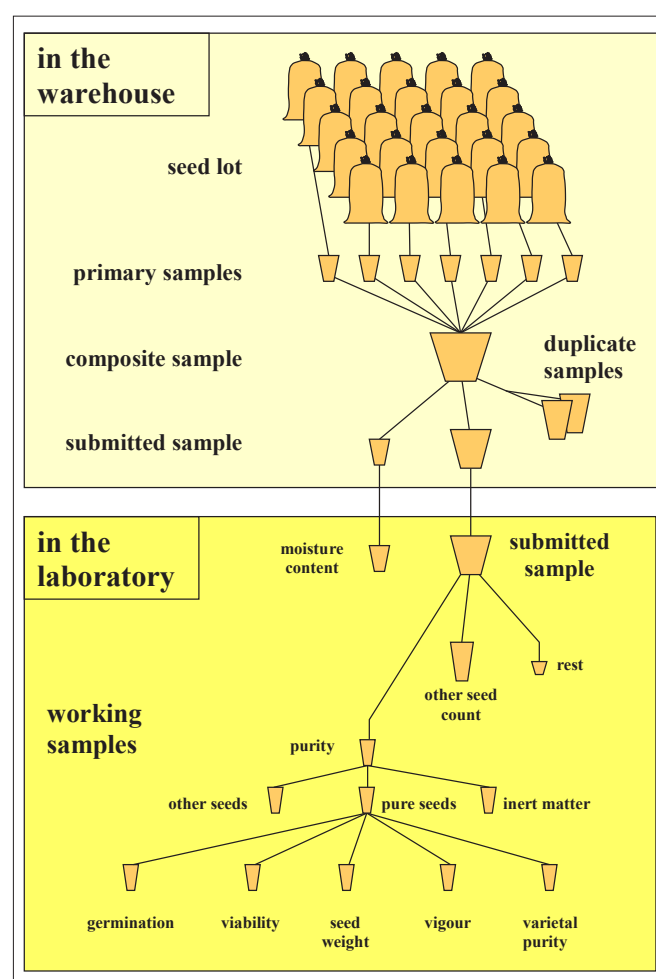 in the
warehouse
seed lot
primary samples
composite sample
duplicate
samples
submitted sample
in the
laboratory
moisture
content
submitted
sample
rest
other seed
count
working
samples
purity
other seeds
pure seeds
inert matter
germination
viability
seed
weight
vigour
varietal
purity